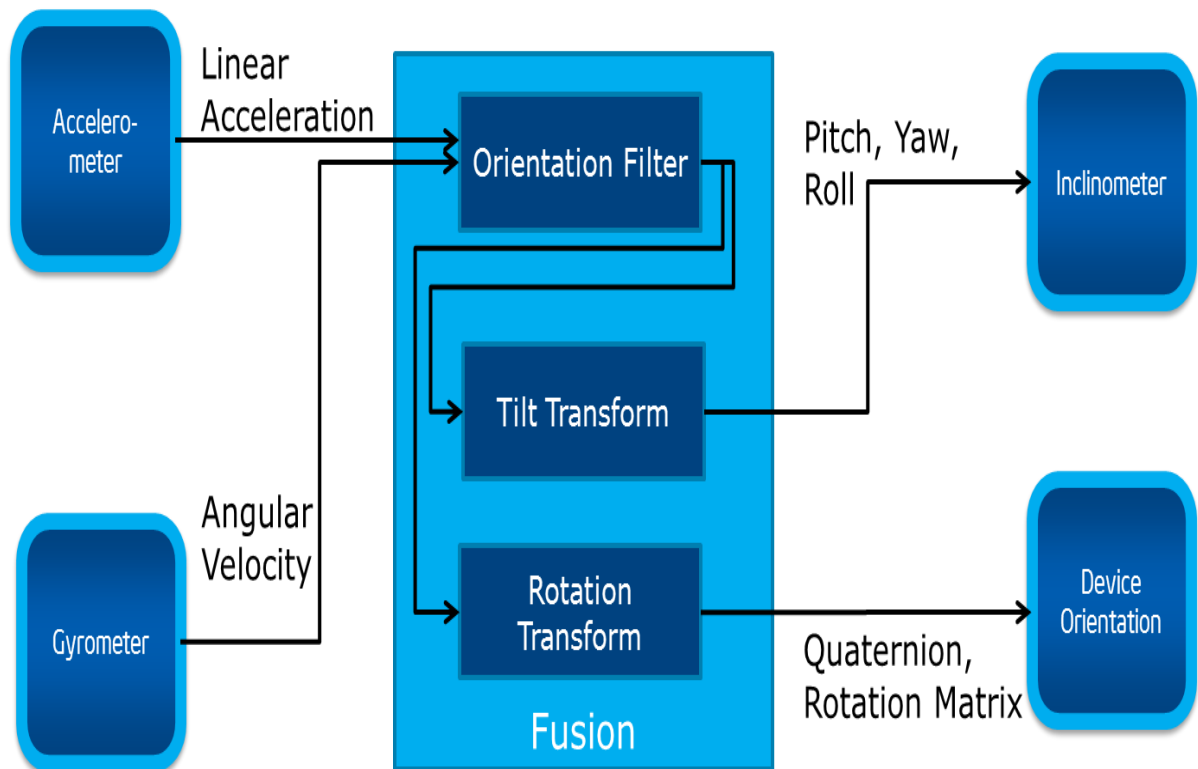 Accelero-
meter
Linear
Acceleration
Orientation Filter
Pitch, Yaw,
Roll
Inclinometer
Tilt Transform
Angular
Velocity
Gyrometer
Rotation
Transform
Quaternion,
Rotation Matrix
Device
Orientation
Fusion